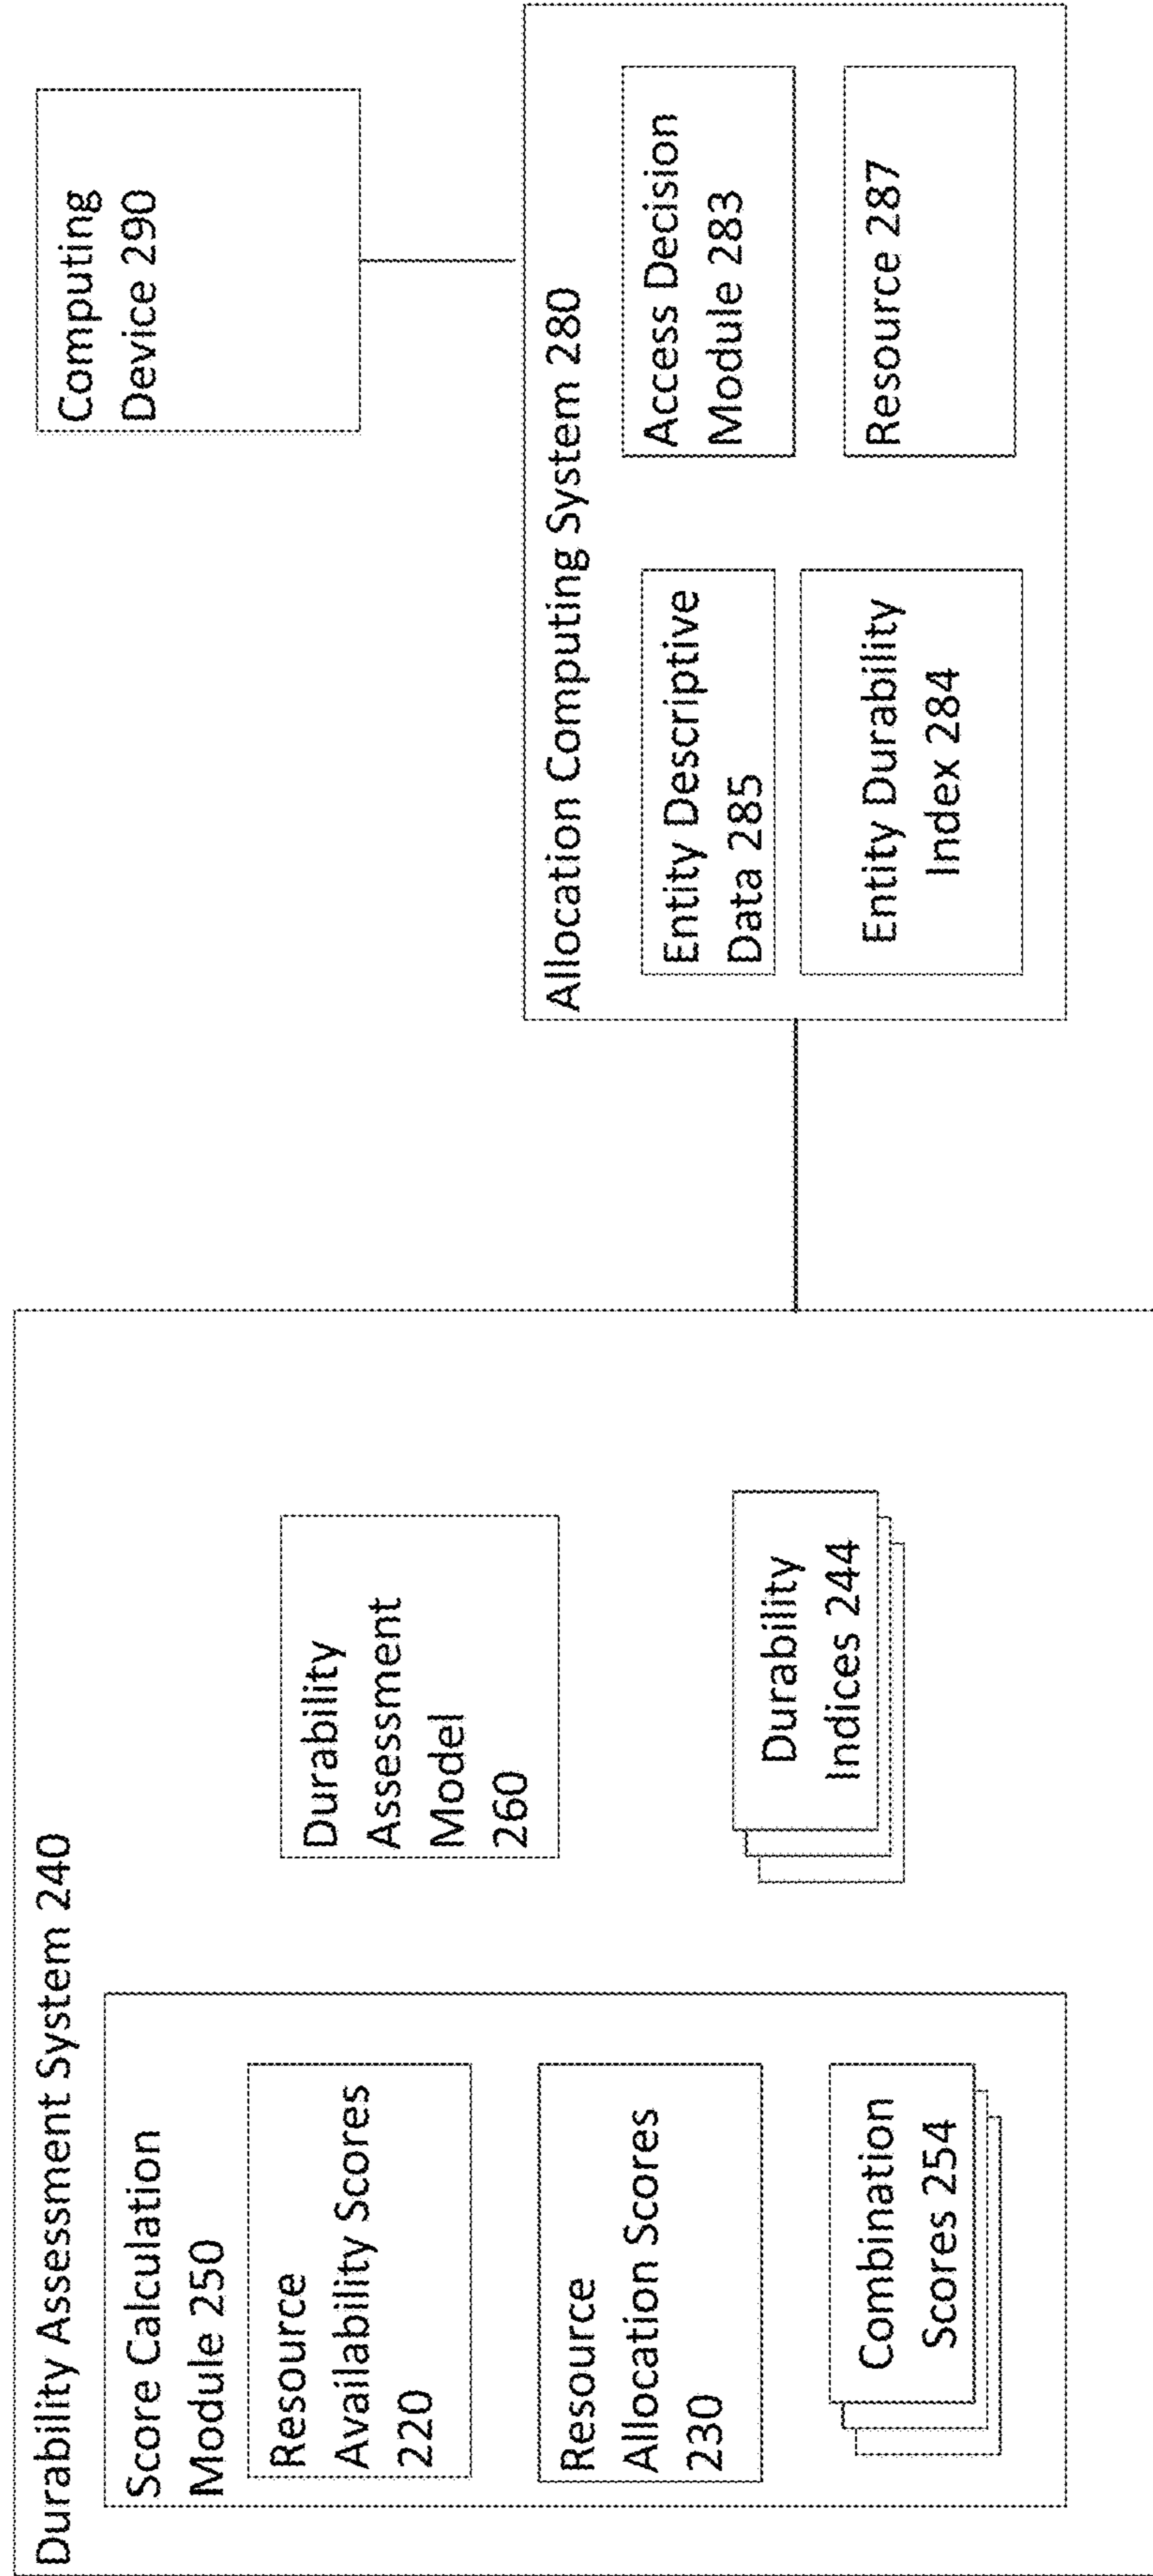 Durability Assessment System 240
Score Calculation
Module 250
Resource
Availability Scores
220
Resource
Allocation Scores
230
Combination
Scores 254
Durability
Assessment
Model
260
Durability
Indices 244
Computing
Device 290
Allocation Computing System 280
Entity Descriptive
Data 285
Entity Durability
Index 284
Access Decision
Module 283
Resource 287